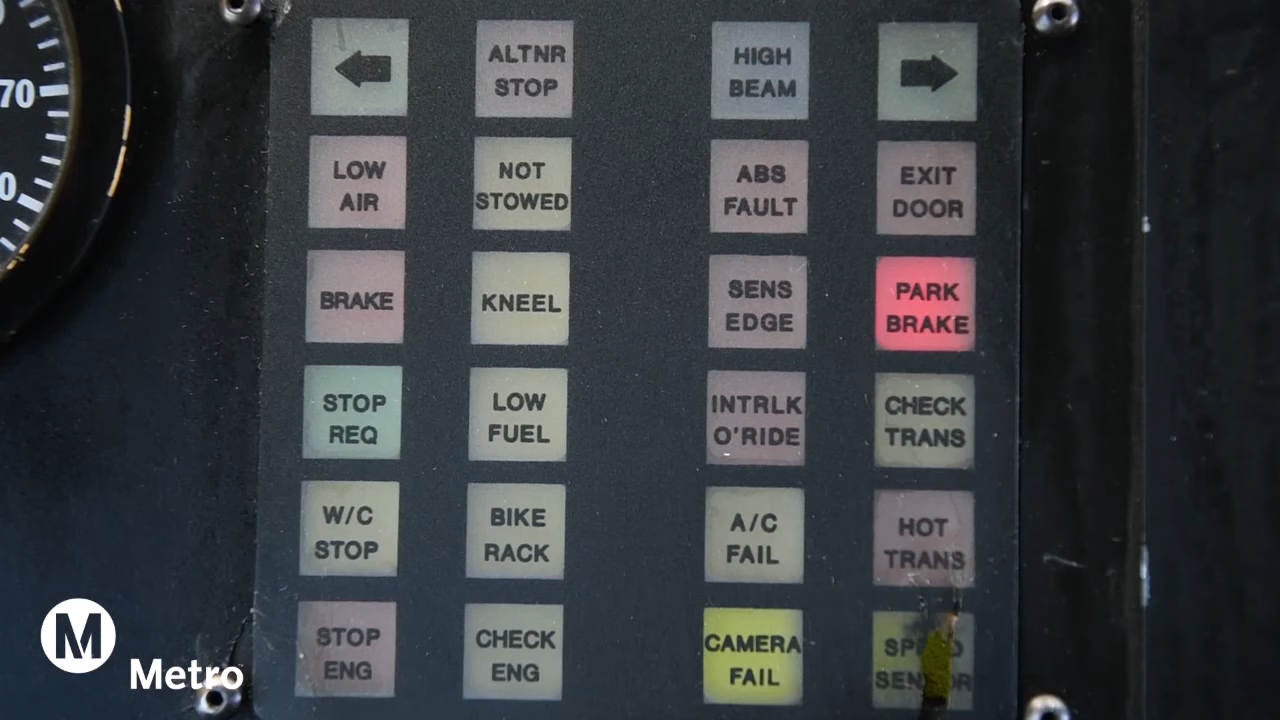 70
0
ALTNR
STOP
HIGH
BEAM
LOW
AIR
NOT
STOWED
ABS
FAULT
EXIT
DOOR
BRAKE
KNEEL
SENS
EDGE
PARK
BRAKE
STOP
REQ
LOW
FUEL
INTRLK
O'RIDE
CHECK
TRANS
W/C
STOP
BIKE
RACK
A/C
FAIL
HOT
TRANS
STOP
ENG
CHECK
ENG
CAMERA
FAIL
M
Metro